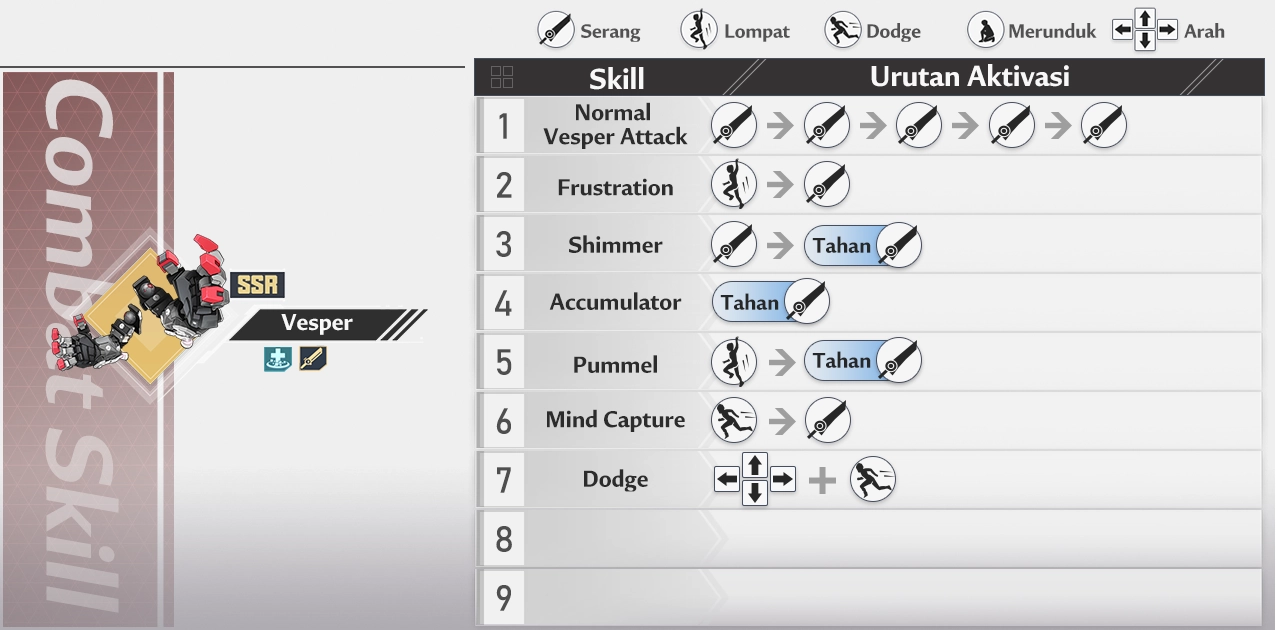 Serang Lompat Dodge Merunduk Arah
Combat Skill
SSR
Vesper
Skill Urutan Aktivasi
1 Normal
Vesper Attack
2 Frustration
3 Shimmer Tahan
4 Accumulator Tahan
5 Pummel Tahan
6 Mind Capture
7 Dodge
8
9